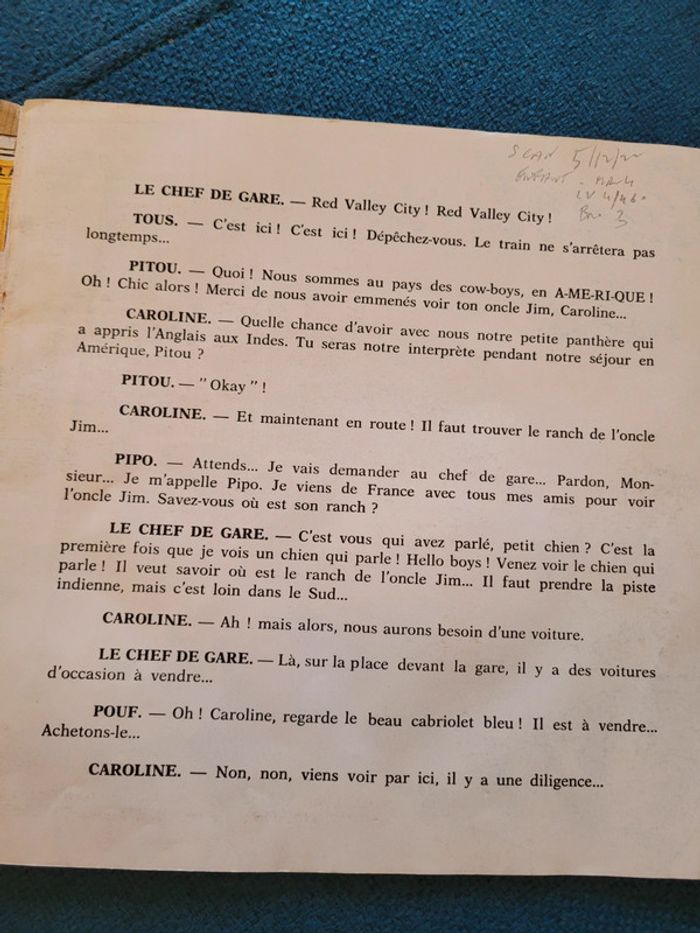 SCAN 5/12/20
ENFANT
LE CHEF DE GARE. — Red Valley City ! Red Valley City !
TOUS. — C'est ici ! C'est ici ! Dépêchez-vous. Le train ne s'arrêtera pas
longtemps...
PITOU. — Quoi ! Nous sommes au pays des cow-boys, en A-ME-RI-QUE !
Oh ! Chic alors ! Merci de nous avoir emmenés voir ton oncle Jim, Caroline...
CAROLINE. — Quelle chance d'avoir avec nous notre petite panthère qui
a appris l'Anglais aux Indes. Tu seras notre interprète pendant notre séjour en
Amérique, Pitou ?
PITOU. — " Okay " !
CAROLINE. — Et maintenant en route ! Il faut trouver le ranch de l'oncle
Jim...
PIPO. — Attends... Je vais demander au chef de gare... Pardon, Mon-
sieur... Je m'appelle Pipo. Je viens de France avec tous mes amis pour voir
l'oncle Jim. Savez-vous où est son ranch ?
LE CHEF DE GARE. — C'est vous qui avez parlé, petit chien ? C'est la
première fois que je vois un chien qui parle ! Hello boys ! Venez voir le chien qui
parle ! Il veut savoir où est le ranch de l'oncle Jim... Il faut prendre la piste
indienne, mais c'est loin dans le Sud...
CAROLINE. — Ah ! mais alors, nous aurons besoin d'une voiture.
LE CHEF DE GARE. — Là, sur la place devant la gare, il y a des voitures
d'occasion à vendre...
POUF. — Oh ! Caroline, regarde le beau cabriolet bleu ! Il est à vendre...
Achetons-le...
CAROLINE. — Non, non, viens voir par ici, il y a une diligence...